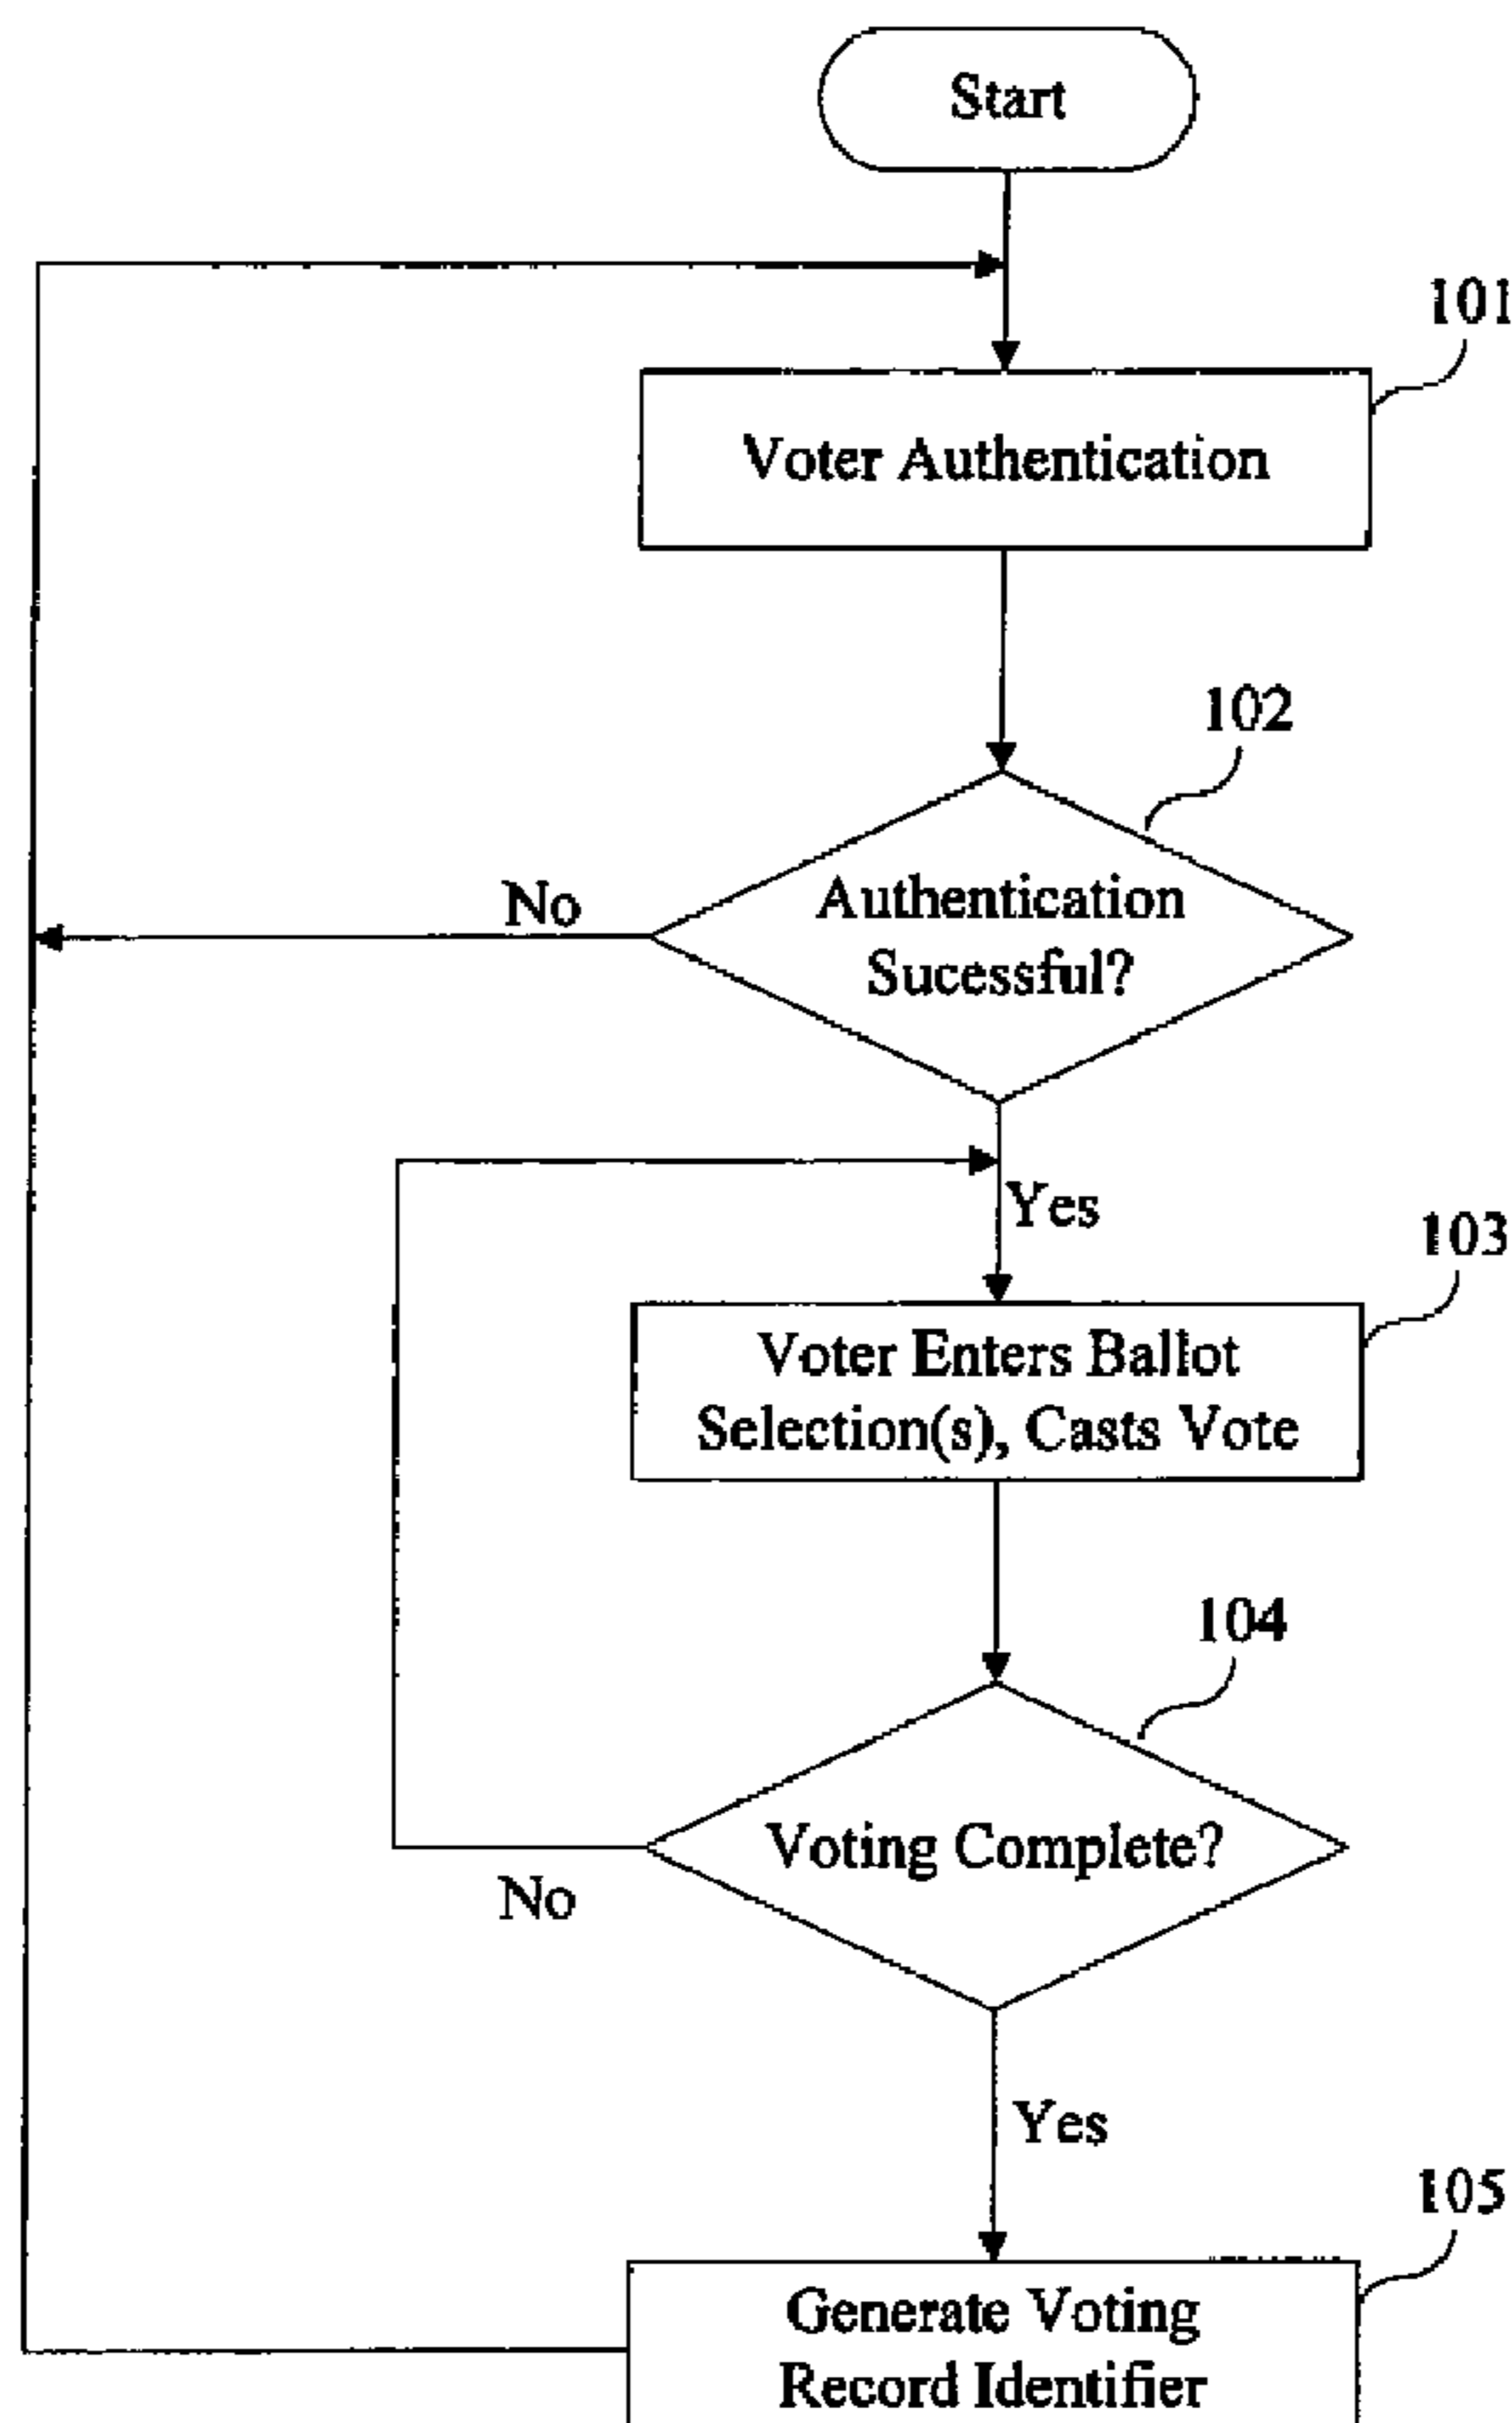 Start
101
Voter Authentication
102
Authentication
Sucessful?
No
Yes
103
Voter Enters Ballot
Selection(s), Casts Vote
104
Voting Complete?
No
Yes
105
Generate Voting
Record Identifier